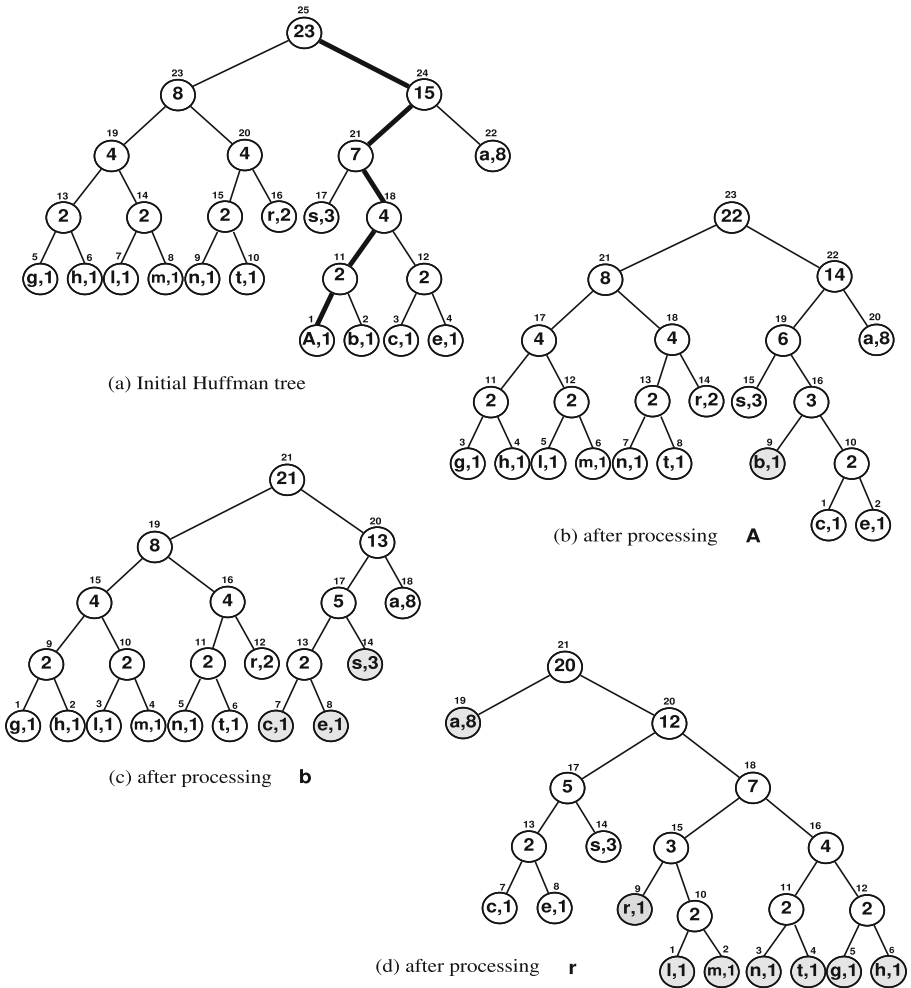 25
23
23
8
24
15
19
4
20
4
21
7
22
a,8
13
2
14
2
15
2
16
r,2
17
s,3
18
4
5
g,1
6
h,1
7
l,1
8
m,1
9
n,1
10
t,1
11
2
12
2
1
A,1
2
b,1
3
c,1
4
e,1
(a) Initial Huffman tree
23
22
21
8
22
14
17
4
18
4
19
6
20
a,8
11
2
12
2
13
2
14
r,2
15
s,3
16
3
3
g,1
4
h,1
5
l,1
6
m,1
7
n,1
8
t,1
9
b,1
10
2
1
c,1
2
e,1
(b) after processing A
21
21
19
8
20
13
15
4
16
4
17
5
18
a,8
9
2
10
2
11
2
12
r,2
13
2
14
s,3
1
g,1
2
h,1
3
l,1
4
m,1
5
n,1
6
t,1
7
c,1
8
e,1
(c) after processing b
21
20
19
a,8
20
12
17
5
18
7
13
2
14
s,3
15
3
16
4
7
c,1
8
e,1
9
r,1
10
2
11
2
12
2
1
l,1
2
m,1
3
n,1
4
t,1
5
g,1
6
h,1
(d) after processing r